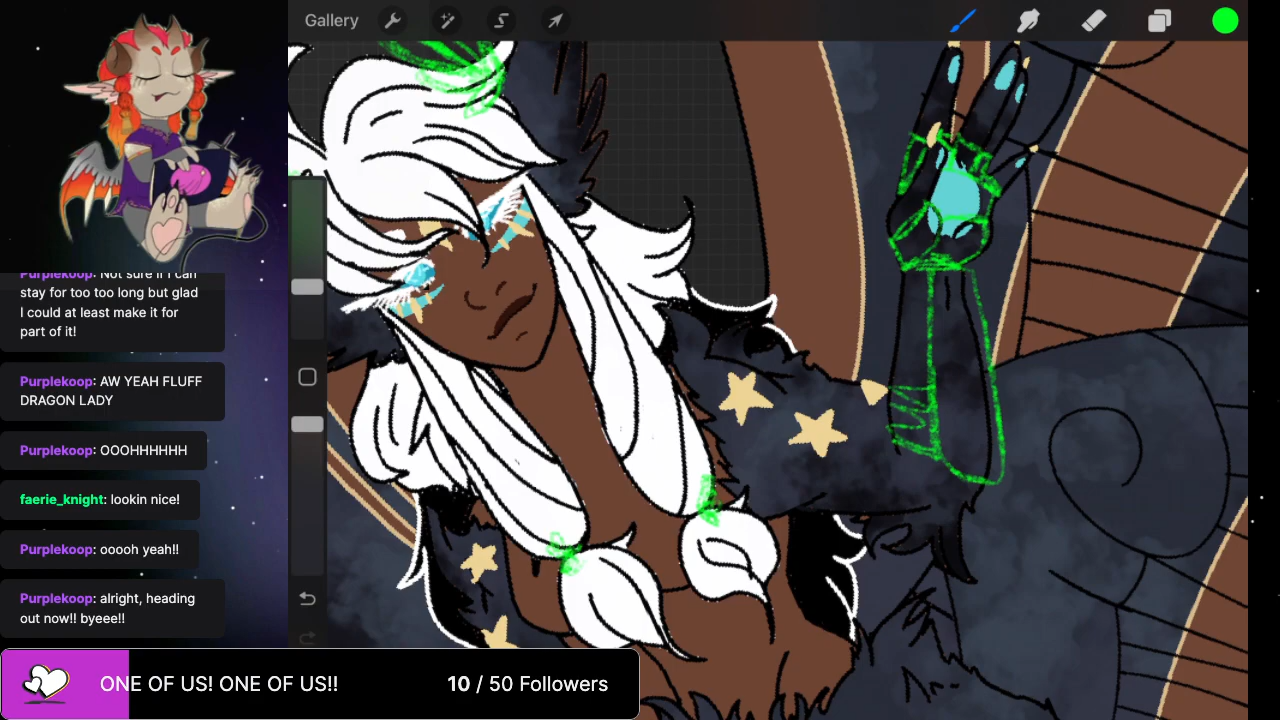 Gallery
Purplekoop: Not sure if I can
stay for too too long but glad
I could at least make it for
part of it!
Purplekoop: AW YEAH FLUFF
DRAGON LADY
Purplekoop: OOOHHHHHH
faerie_knight: lookin nice!
Purplekoop: ooooh yeah!!
Purplekoop: alright, heading
out now!! byeee!!
ONE OF US! ONE OF US!!
10 / 50 Followers